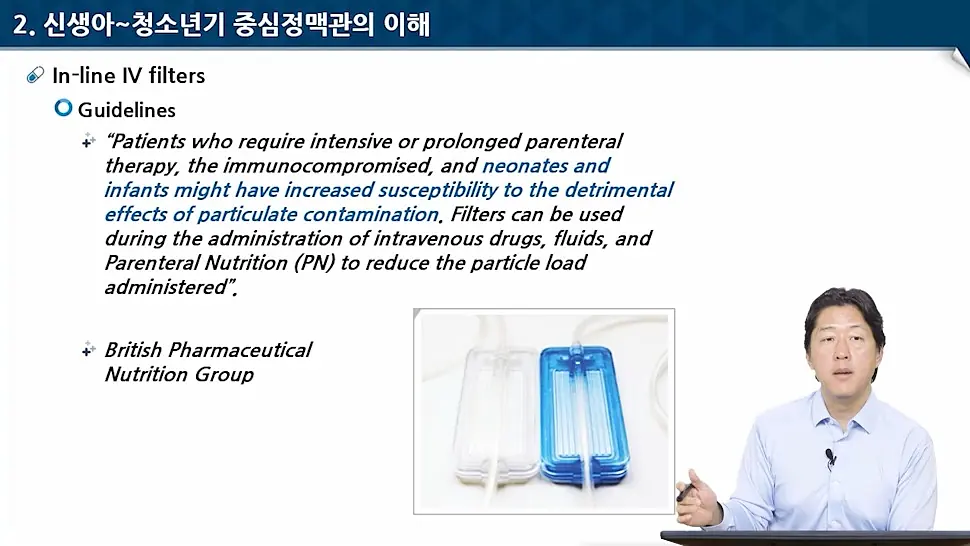 2. 신생아~청소년기 중심정맥관의 이해
In-line IV filters
Guidelines
“Patients who require intensive or prolonged parenteral
therapy, the immunocompromised, and neonates and
infants might have increased susceptibility to the detrimental
effects of particulate contamination. Filters can be used
during the administration of intravenous drugs, fluids, and
Parenteral Nutrition (PN) to reduce the particle load
administered”.
British Pharmaceutical
Nutrition Group